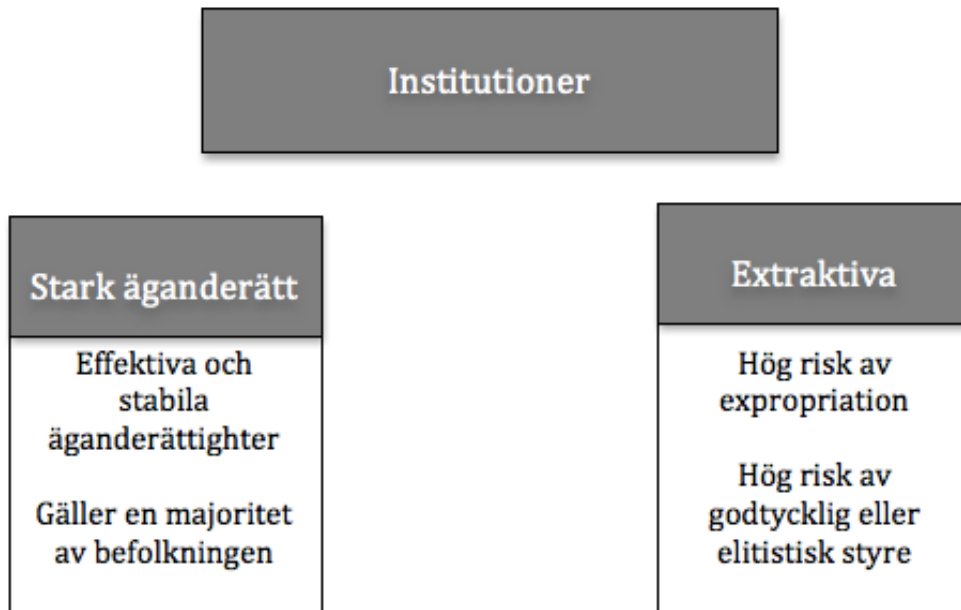 Institutioner
Stark äganderätt
Effektiva och
stabila
äganderättighter
Gäller en majoritet
av befolkningen
Extraktiva
Hög risk av
expropriation
Hög risk av
godtycklig eller
elitistisk styre